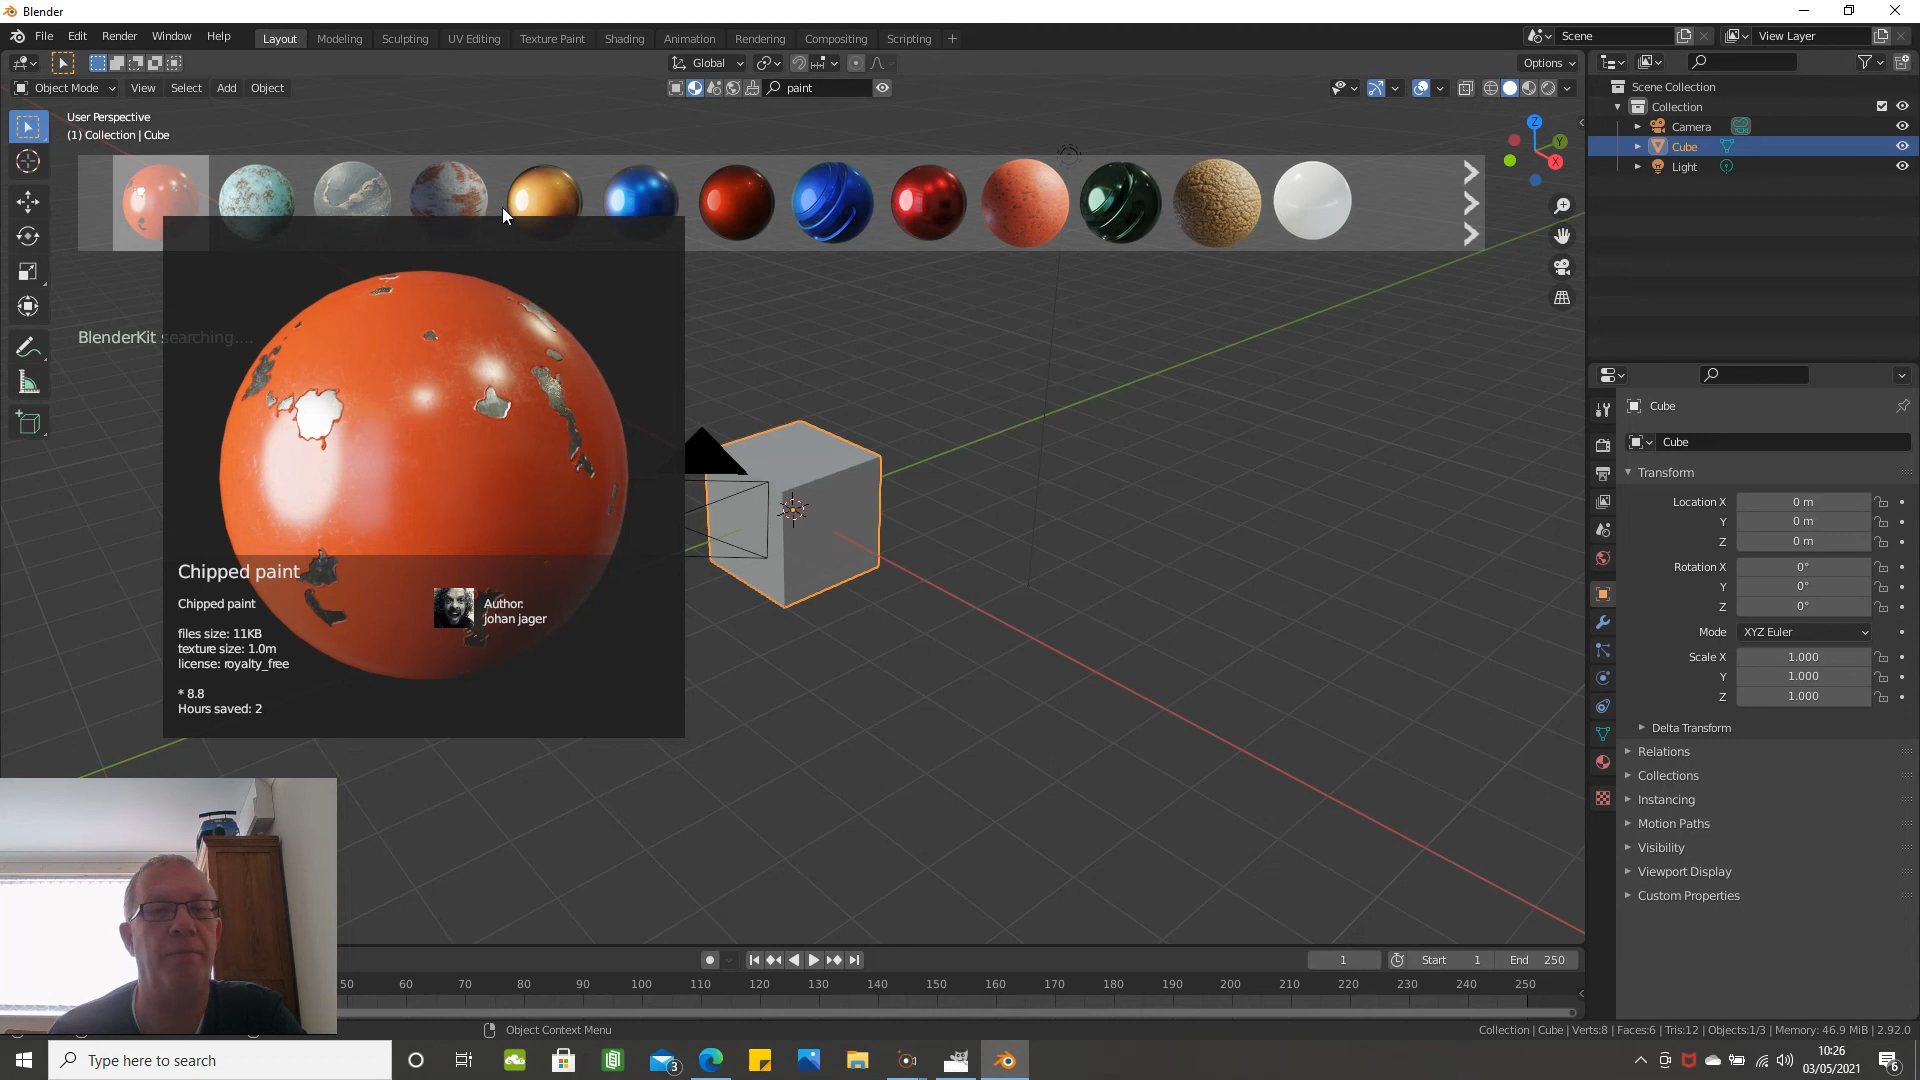 Blender
File Edit Render Window Help
Layout Modeling Sculpting UV Editing Texture Paint Shading Animation Rendering Compositing Scripting +
Scene
View Layer
Global
Options
Object Mode View Select Add Object
paint
User Perspective
(1) Collection | Cube
Z
Y
X
BlenderKit searching....
Chipped paint
Chipped paint
files size: 11KB
texture size: 1.0m
license: royalty_free
* 8.8
Hours saved: 2
Author:
johan jager
Scene Collection
Collection
Camera
Cube
Light
Cube
Cube
Transform
Location X 0 m
Y 0 m
Z 0 m
Rotation X 0°
Y 0°
Z 0°
Mode XYZ Euler
Scale X 1.000
Y 1.000
Z 1.000
Delta Transform
Relations
Collections
Instancing
Motion Paths
Visibility
Viewport Display
Custom Properties
1 Start 1 End 250
50 60 70 80 90 100 110 120 130 140 150 160 170 180 190 200 210 220 230 240 250
Object Context Menu
Collection | Cube | Verts:8 | Faces:6 | Tris:12 | Objects:1/3 | Memory: 46.9 MiB | 2.92.0
Type here to search
3
10:26
03/05/2021
6